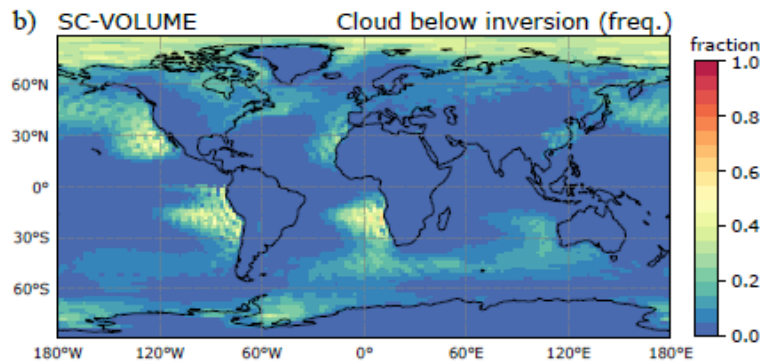 b) SC-VOLUME Cloud below inversion (freq.)
fraction
1.0
60°N
0.8
30°N
0.6
0°
0.4
30°S
0.2
60°S
0.0
180°W 120°W 60°W 0° 60°E 120°E 180°E